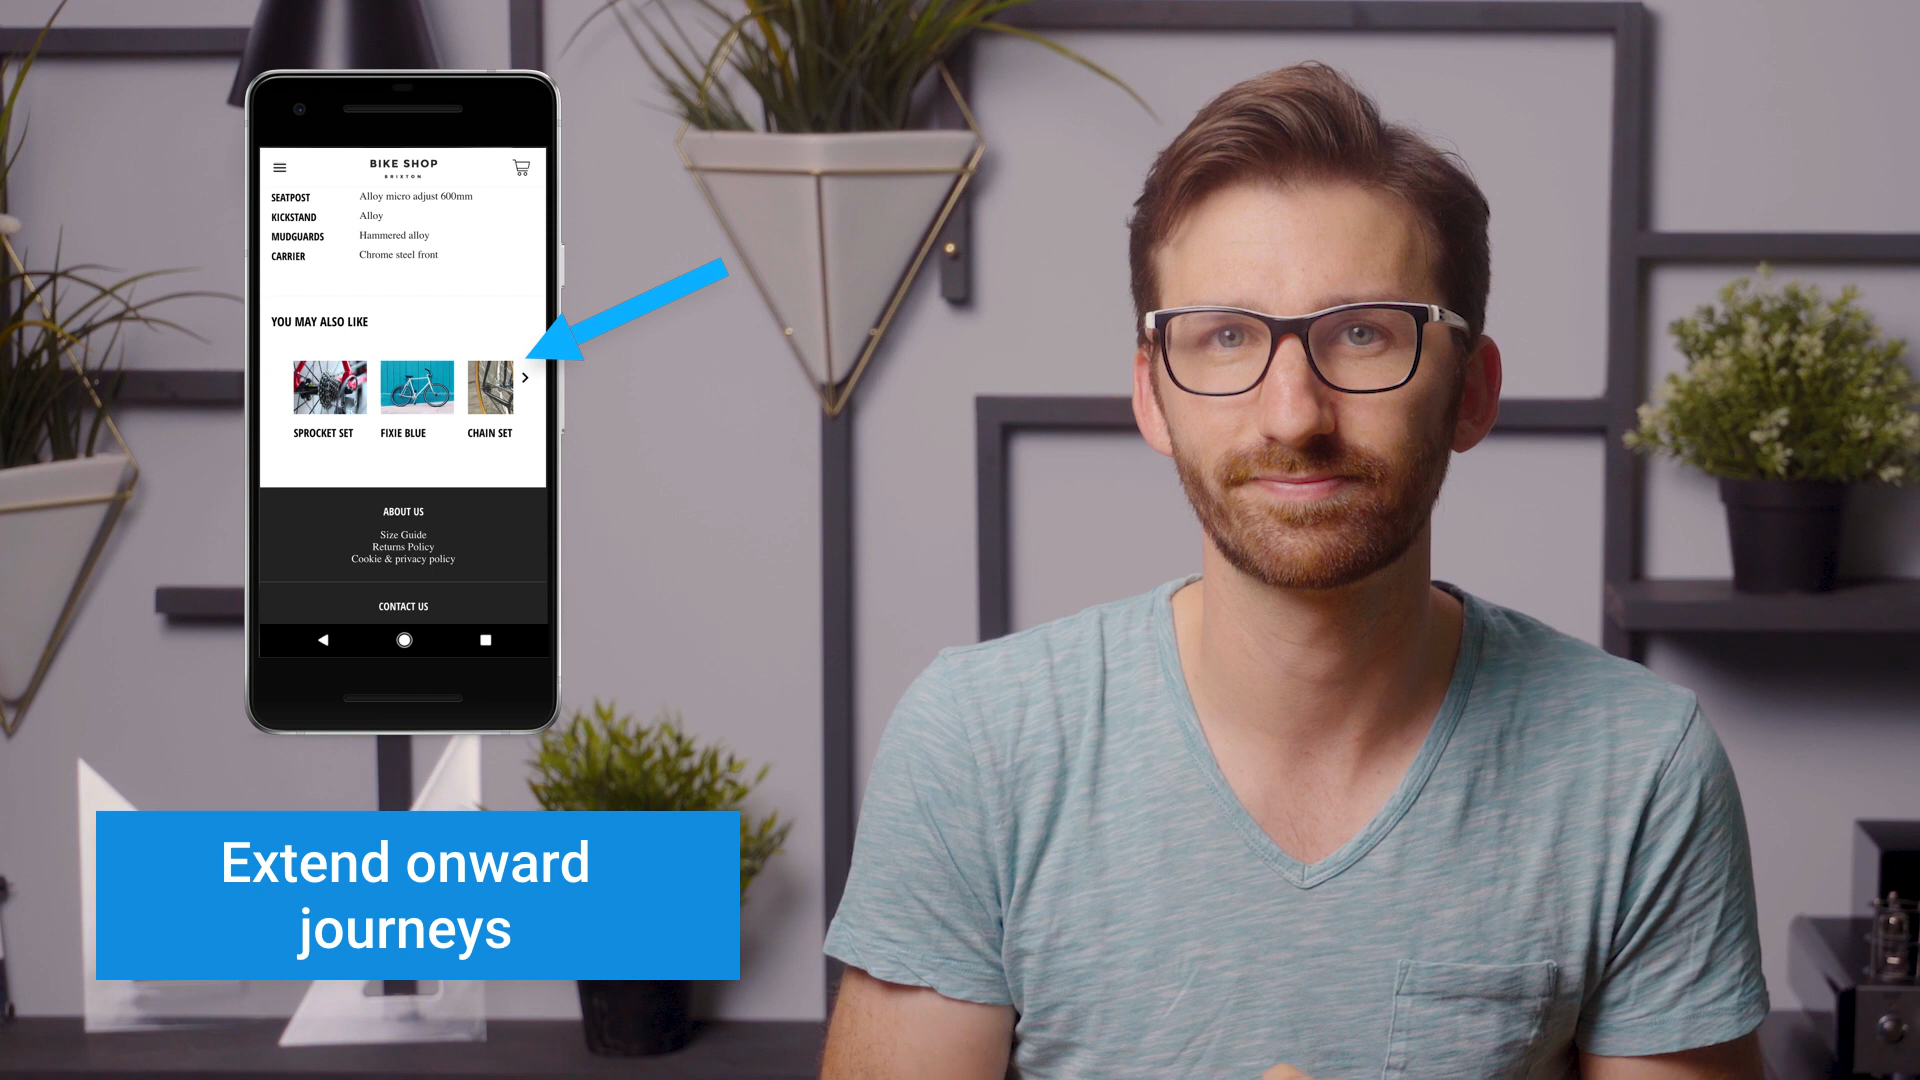 BIKE SHOP
BRIXTON
SEATPOST Alloy micro adjust 600mm
KICKSTAND Alloy
MUDGUARDS Hammered alloy
CARRIER Chrome steel front
YOU MAY ALSO LIKE
SPROCKET SET FIXIE BLUE CHAIN SET
ABOUT US
Size Guide
Returns Policy
Cookie & privacy policy
CONTACT US
Extend onward
journeys